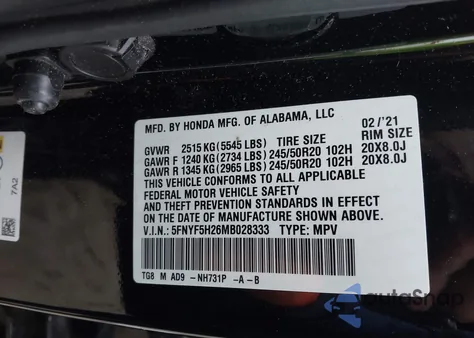 MFD. BY HONDA MFG. OF ALABAMA, LLC
02/'21
GVWR 2515 KG (5545 LBS) TIRE SIZE RIM SIZE
GAWR F 1240 KG (2734 LBS) 245/50R20 102H 20X8.0J
GAWR R 1345 KG (2965 LBS) 245/50R20 102H 20X8.0J
THIS VEHICLE CONFORMS TO ALL APPLICABLE
FEDERAL MOTOR VEHICLE SAFETY
AND THEFT PREVENTION STANDARDS IN EFFECT
ON THE DATE OF MANUFACTURE SHOWN ABOVE.
V.I.N.: 5FNYF5H26MB028333 TYPE: MPV
TG8 M AD9 -NH731P -A-B
7A2
autoSnap